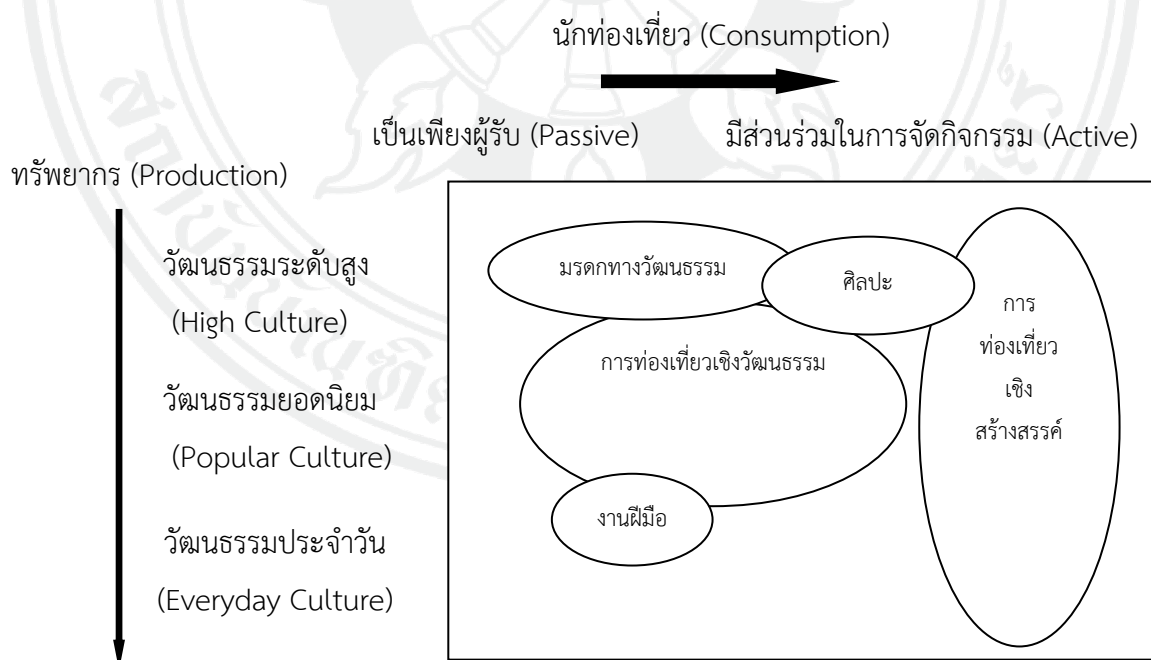 นักท่องเที่ยว (Consumption)
เป็นเพียงผู้รับ (Passive)
มีส่วนร่วมในการจัดกิจกรรม (Active)
ทรัพยากร (Production)
วัฒนธรรมระดับสูง
(High Culture)
วัฒนธรรมยอดนิยม
(Popular Culture)
วัฒนธรรมประจำวัน
(Everyday Culture)
มรดกทางวัฒนธรรม
ศิลปะ
การท่องเที่ยวเชิงวัฒนธรรม
งานฝีมือ
การ
ท่องเที่ยว
เชิง
สร้างสรรค์